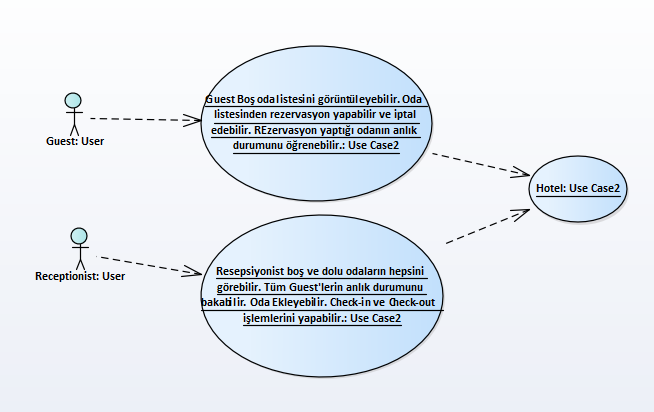 Guest Boş oda listesini görüntüleyebilir. Oda
listesinden rezervasyon yapabilir ve iptal
edebilir. REzervasyon yaptığı odanın anlık
durumunu öğrenebilir.: Use Case2
Guest: User
Hotel: Use Case2
Receptionist: User
Resepsiyonist boş ve dolu odaların hepsini
görebilir. Tüm Guest'lerin anlık durumunu
bakabilir. Oda Ekleyebilir. Check-in ve Check-out
işlemlerini yapabilir.: Use Case2